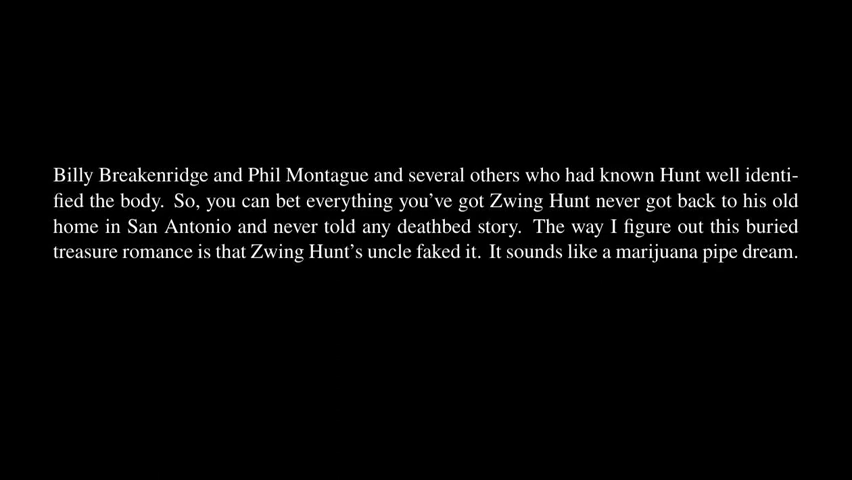 Billy Breakenridge and Phil Montague and several others who had known Hunt well identi-
fied the body. So, you can bet everything you've got Zwing Hunt never got back to his old
home in San Antonio and never told any deathbed story. The way I figure out this buried
treasure romance is that Zwing Hunt's uncle faked it. It sounds like a marijuana pipe dream.